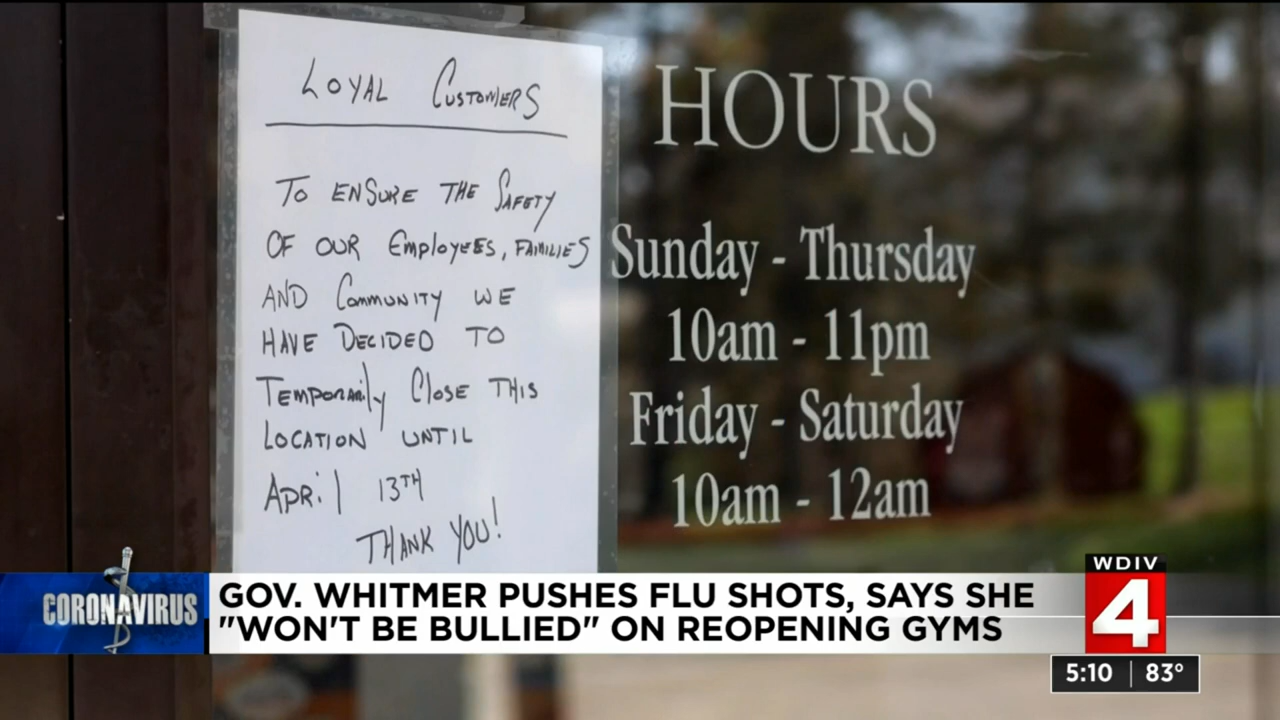 LOYAL CUSTOMERS
TO ENSURE THE SAFETY
OF OUR EMPLOYEES, FAMILIES
AND COMMUNITY WE
HAVE DECIDED TO
TEMPORARILY CLOSE THIS
LOCATION UNTIL
APRIL 13TH
THANK YOU!
HOURS
Sunday - Thursday
10am - 11pm
Friday - Saturday
10am - 12am
CORONAVIRUS
GOV. WHITMER PUSHES FLU SHOTS, SAYS SHE
"WON'T BE BULLIED" ON REOPENING GYMS
WDIV
4
5:10 | 83°